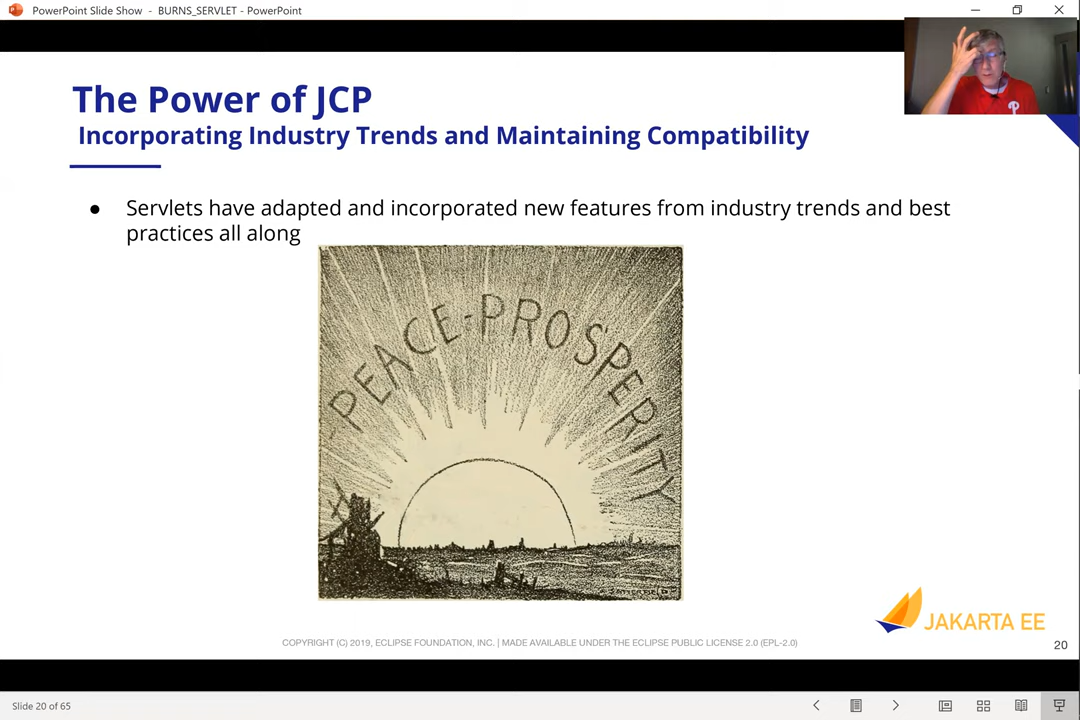 PowerPoint Slide Show - BURNS_SERVLET - PowerPoint
The Power of JCP
Incorporating Industry Trends and Maintaining Compatibility
● Servlets have adapted and incorporated new features from industry trends and best
practices all along
PEACE-PROSPERITY
JAKARTA EE
COPYRIGHT (C) 2019, ECLIPSE FOUNDATION, INC. | MADE AVAILABLE UNDER THE ECLIPSE PUBLIC LICENSE 2.0 (EPL-2.0)
20
Slide 20 of 65